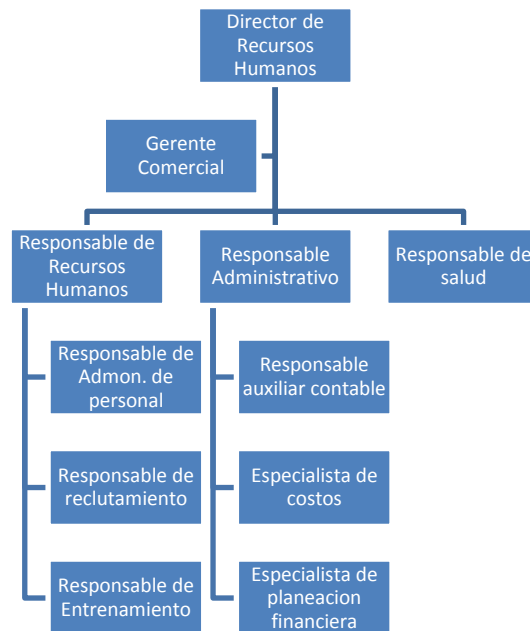 Director de
Recursos
Humanos
Gerente
Comercial
Responsable de
Recursos
Humanos
Responsable
Administrativo
Responsable de
salud
Responsable de
Admon. de
personal
Responsable
auxiliar contable
Responsable de
reclutamiento
Especialista de
costos
Responsable de
Entrenamiento
Especialista de
planeacion
financiera